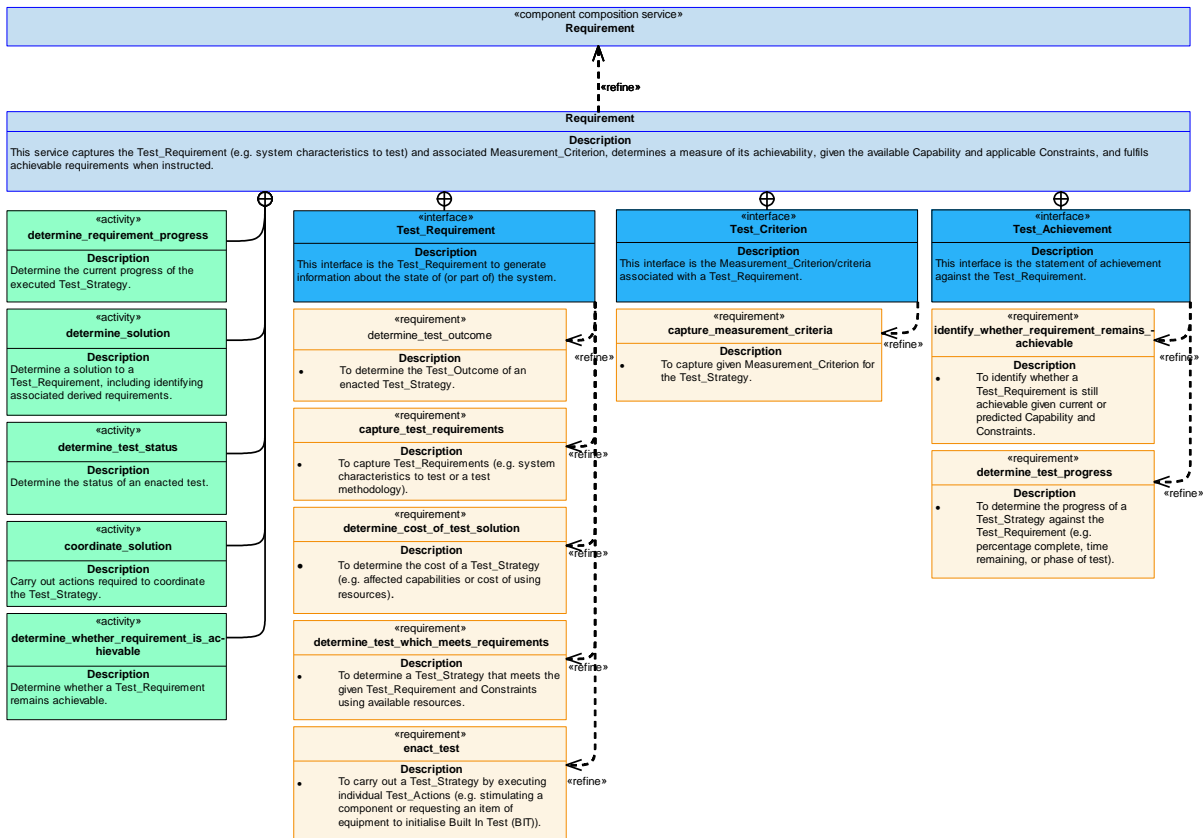 «component composition service»
Requirement
«refine»
Requirement
Description
This service captures the Test_Requirement (e.g. system characteristics to test) and associated Measurement_Criterion, determines a measure of its achievability, given the available Capability and applicable Constraints, and fulfils
achievable requirements when instructed.
«activity»
determine_requirement_progress
Description
Determine the current progress of the
executed Test_Strategy.
«activity»
determine_solution
Description
Determine a solution to a
Test_Requirement, including identifying
associated derived requirements.
«activity»
determine_test_status
Description
Determine the status of an enacted test.
«activity»
coordinate_solution
Description
Carry out actions required to coordinate
the Test_Strategy.
«activity»
determine_whether_requirement_is_ac-
hievable
Description
Determine whether a Test_Requirement
remains achievable.
«interface»
Test_Requirement
Description
This interface is the Test_Requirement to generate
information about the state of (or part of) the system.
«requirement»
determine_test_outcome
Description
• To determine the Test_Outcome of an
enacted Test_Strategy.
«refine»
«requirement»
capture_test_requirements
Description
• To capture Test_Requirements (e.g. system
characteristics to test or a test
methodology).
«refine»
«requirement»
determine_cost_of_test_solution
Description
• To determine the cost of a Test_Strategy
(e.g. affected capabilities or cost of using
resources).
«refine»
«requirement»
determine_test_which_meets_requirements
Description
• To determine a Test_Strategy that meets the
given Test_Requirement and Constraints
using available resources.
«refine»
«requirement»
enact_test
Description
• To carry out a Test_Strategy by executing
individual Test_Actions (e.g. stimulating a
component or requesting an item of
equipment to initialise Built In Test (BIT)).
«refine»
«interface»
Test_Criterion
Description
This interface is the Measurement_Criterion/criteria
associated with a Test_Requirement.
«requirement»
capture_measurement_criteria
Description
• To capture given Measurement_Criterion for
the Test_Strategy.
«refine»
«interface»
Test_Achievement
Description
This interface is the statement of achievement
against the Test_Requirement.
«requirement»
identify_whether_requirement_remains_-
achievable
Description
• To identify whether a
Test_Requirement is still
achievable given current or
predicted Capability and
Constraints.
«refine»
«requirement»
determine_test_progress
Description
• To determine the progress of a
Test_Strategy against the
Test_Requirement (e.g.
percentage complete, time
remaining, or phase of test).
«refine»